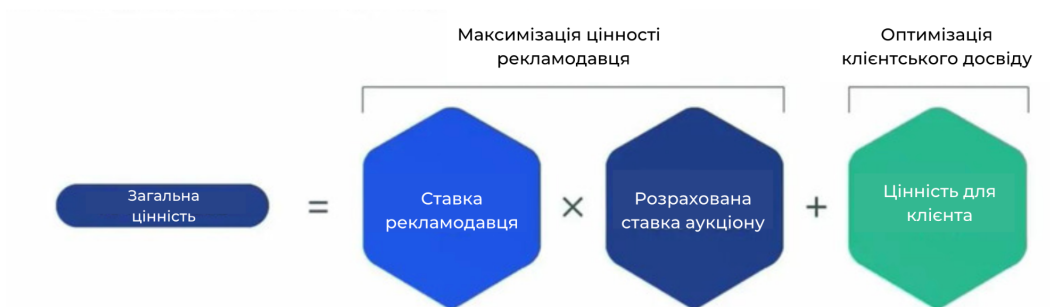 Максимізація цінності
рекламодавця
Оптимізація
клієнтського досвіду
Загальна
цінність
=
Ставка
рекламодавця
×
Розрахована
ставка аукціону
+
Цінність для
клієнта